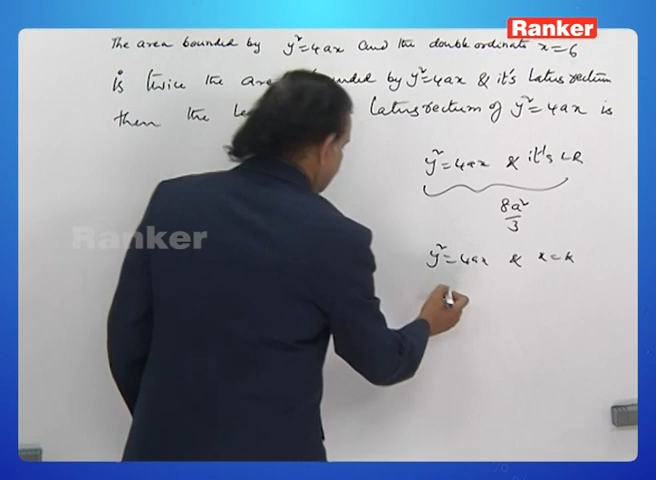 Ranker
The area bounded by y² = 4ax and the double ordinate x = 6
is twice the area bounded by y² = 4ax & it's Latus rectum
then the Latus rectum of y² = 4ax is
y² = 4ax & it's LR
8a²
3
Ranker
y² = 4ax & x = k